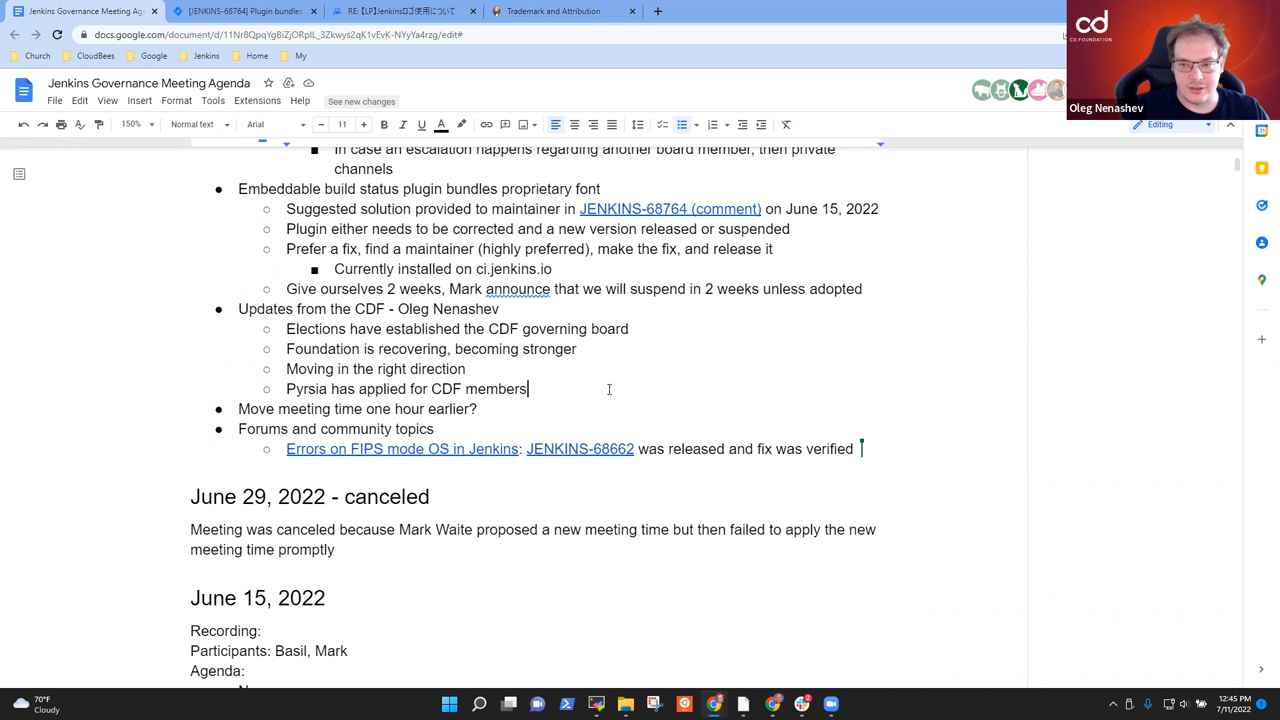 Jenkins Governance Meeting Age
[JENKINS-68764] Plugin bundles
RE: [LP]Jenkinsロゴ使用について
Trademark and Attribution
docs.google.com/document/d/11Nr8QpqYgBiZjORpIL_3Zkwys2qK1vEvK-NYyYa4rzg/edit#
Church
CloudBees
Google
Jenkins
Home
My
Jenkins Governance Meeting Agenda
File Edit View Insert Format Tools Extensions Help See new changes
150% Normal text Arial 11 B I U A Editing
cd
CD.FOUNDATION
Oleg Nenashev
In case an escalation happens regarding another board member, then private
channels
Embeddable build status plugin bundles proprietary font
Suggested solution provided to maintainer in JENKINS-68764 (comment) on June 15, 2022
Plugin either needs to be corrected and a new version released or suspended
Prefer a fix, find a maintainer (highly preferred), make the fix, and release it
Currently installed on ci.jenkins.io
Give ourselves 2 weeks, Mark announce that we will suspend in 2 weeks unless adopted
Updates from the CDF - Oleg Nenashev
Elections have established the CDF governing board
Foundation is recovering, becoming stronger
Moving in the right direction
Pyrsia has applied for CDF members
Move meeting time one hour earlier?
Forums and community topics
Errors on FIPS mode OS in Jenkins: JENKINS-68662 was released and fix was verified
June 29, 2022 - canceled
Meeting was canceled because Mark Waite proposed a new meeting time but then failed to apply the new
meeting time promptly
June 15, 2022
Recording:
Participants: Basil, Mark
Agenda:
70°F
Cloudy
12:45 PM
7/11/2022